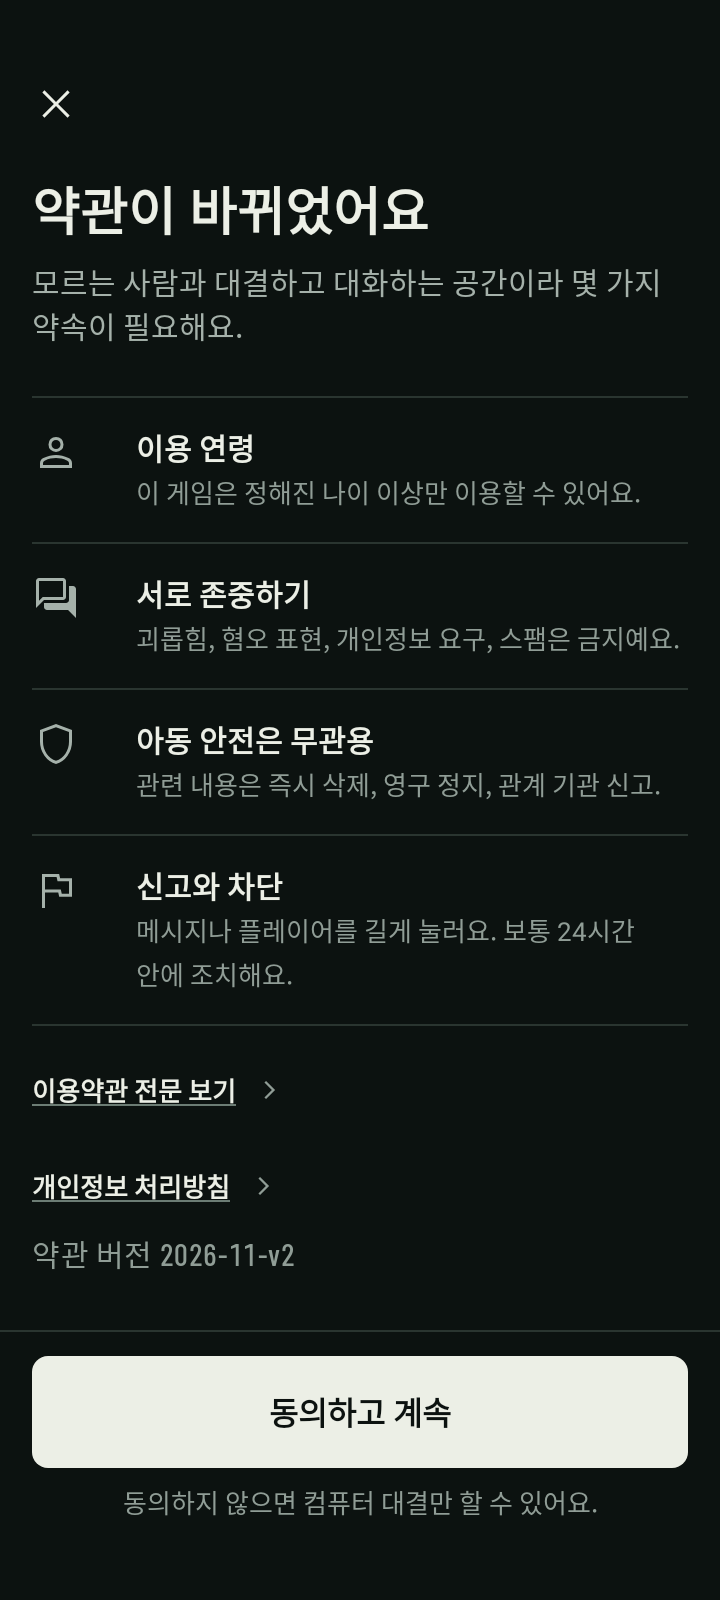 약관이 바뀌었어요
모르는 사람과 대결하고 대화하는 공간이라 몇 가지
약속이 필요해요.
이용 연령
이 게임은 정해진 나이 이상만 이용할 수 있어요.
서로 존중하기
괴롭힘, 혐오 표현, 개인정보 요구, 스팸은 금지예요.
아동 안전은 무관용
관련 내용은 즉시 삭제, 영구 정지, 관계 기관 신고.
신고와 차단
메시지나 플레이어를 길게 눌러요. 보통 24시간
안에 조치해요.
이용약관 전문 보기
개인정보 처리방침
약관 버전 2026-11-v2
동의하고 계속
동의하지 않으면 컴퓨터 대결만 할 수 있어요.